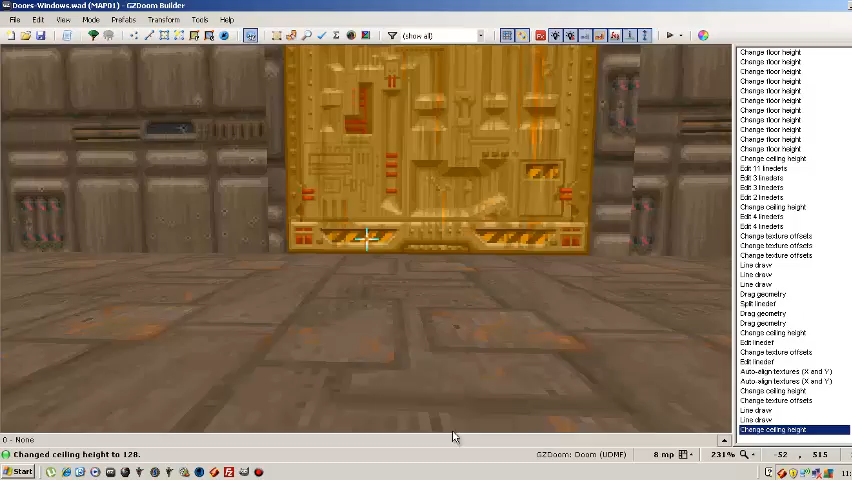 Doors-Windows.wad (MAP01) - GZDoom Builder
File Edit View Mode Prefabs Transform Tools Help
(show all)
Change floor height
Change floor height
Change floor height
Change floor height
Change floor height
Change floor height
Change floor height
Change floor height
Change floor height
Change floor height
Change floor height
Change ceiling height
Edit 11 linedefs
Edit 3 linedefs
Edit 3 linedefs
Edit 2 linedefs
Change ceiling height
Edit 4 linedefs
Edit 4 linedefs
Change texture offsets
Change texture offsets
Change texture offsets
Line draw
Line draw
Line draw
Drag geometry
Split linedef
Drag geometry
Drag geometry
Change ceiling height
Edit linedef
Change texture offsets
Edit linedef
Auto-align textures (X and Y)
Auto-align textures (X and Y)
Change ceiling height
Change texture offsets
Line draw
Line draw
Change ceiling height
0 - None
Changed ceiling height to 128.
GZDoom: Doom (UDMF)
8 mp
231%
-52 , 515
Start
11: